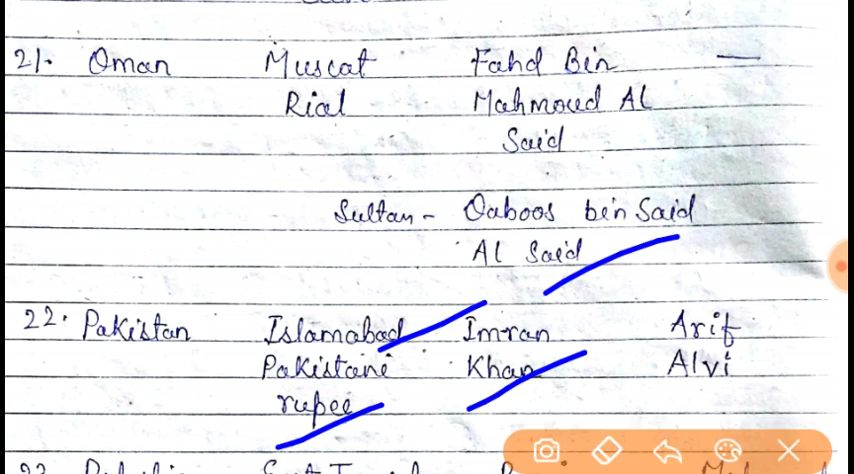 21. Oman Muscat Fahd Bin —
Rial Mahmoud Al
Said
Sultan - Qaboos bin Said
Al Said
22. Pakistan Islamabad Imran Arif
Pakistani Khan Alvi
rupee
23.